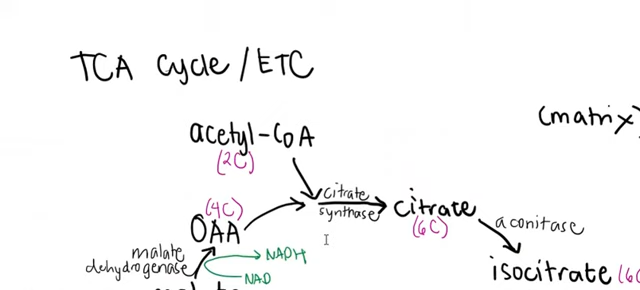 TCA Cycle/ETC
(matrix)
acetyl-CoA
(2C)
citrate
synthase
citrate
(6C)
aconitase
(4C)
OAA
malate
dehydrogenase
NADH
NAD
isocitrate (6C